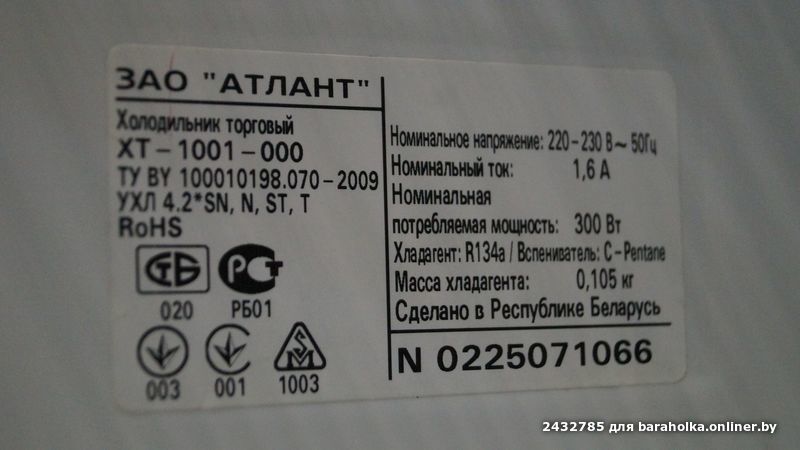 ЗАО "АТЛАНТ"
Холодильник торговый
ХТ-1001-000
ТУ BY 100010198.070-2009
УХЛ 4.2*SN, N, ST, T
RoHS
СТБ
020
РСТ
РБ01
003
001
1003
Номинальное напряжение: 220-230 В~ 50Гц
Номинальный ток: 1,6 А
Номинальная
потребляемая мощность: 300 Вт
Хладагент: R134a / Вспениватель: C-Pentane
Масса хладагента: 0,105 кг
Сделано в Республике Беларусь
N 0225071066
2432785 для baraholka.onliner.by